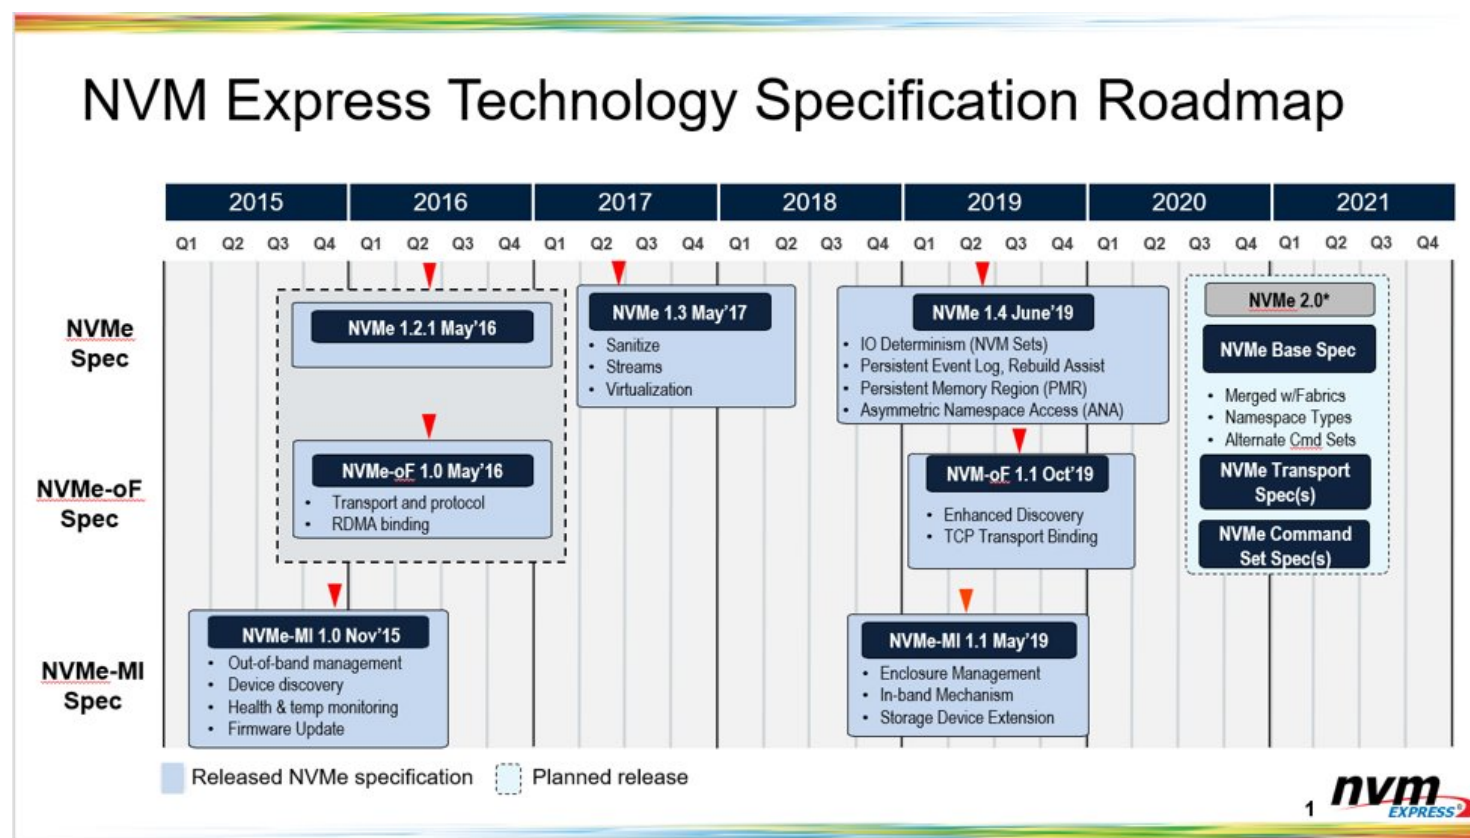 NVM Express Technology Specification Roadmap
2015 2016 2017 2018 2019 2020 2021
Q1 Q2 Q3 Q4 Q1 Q2 Q3 Q4 Q1 Q2 Q3 Q4 Q1 Q2 Q3 Q4 Q1 Q2 Q3 Q4 Q1 Q2 Q3 Q4 Q1 Q2 Q3 Q4
NVMe
Spec
NVMe 1.2.1 May'16
NVMe 1.3 May'17
• Sanitize
• Streams
• Virtualization
NVMe 1.4 June'19
• IO Determinism (NVM Sets)
• Persistent Event Log, Rebuild Assist
• Persistent Memory Region (PMR)
• Asymmetric Namespace Access (ANA)
NVMe 2.0*
NVMe Base Spec
• Merged w/Fabrics
• Namespace Types
• Alternate Cmd Sets
NVMe Transport
Spec(s)
NVMe Command
Set Spec(s)
NVMe-oF
Spec
NVMe-oF 1.0 May'16
• Transport and protocol
• RDMA binding
NVM-oF 1.1 Oct'19
• Enhanced Discovery
• TCP Transport Binding
NVMe-MI
Spec
NVMe-MI 1.0 Nov'15
• Out-of-band management
• Device discovery
• Health & temp monitoring
• Firmware Update
NVMe-MI 1.1 May'19
• Enclosure Management
• In-band Mechanism
• Storage Device Extension
Released NVMe specification
Planned release
1
nvm
EXPRESS®